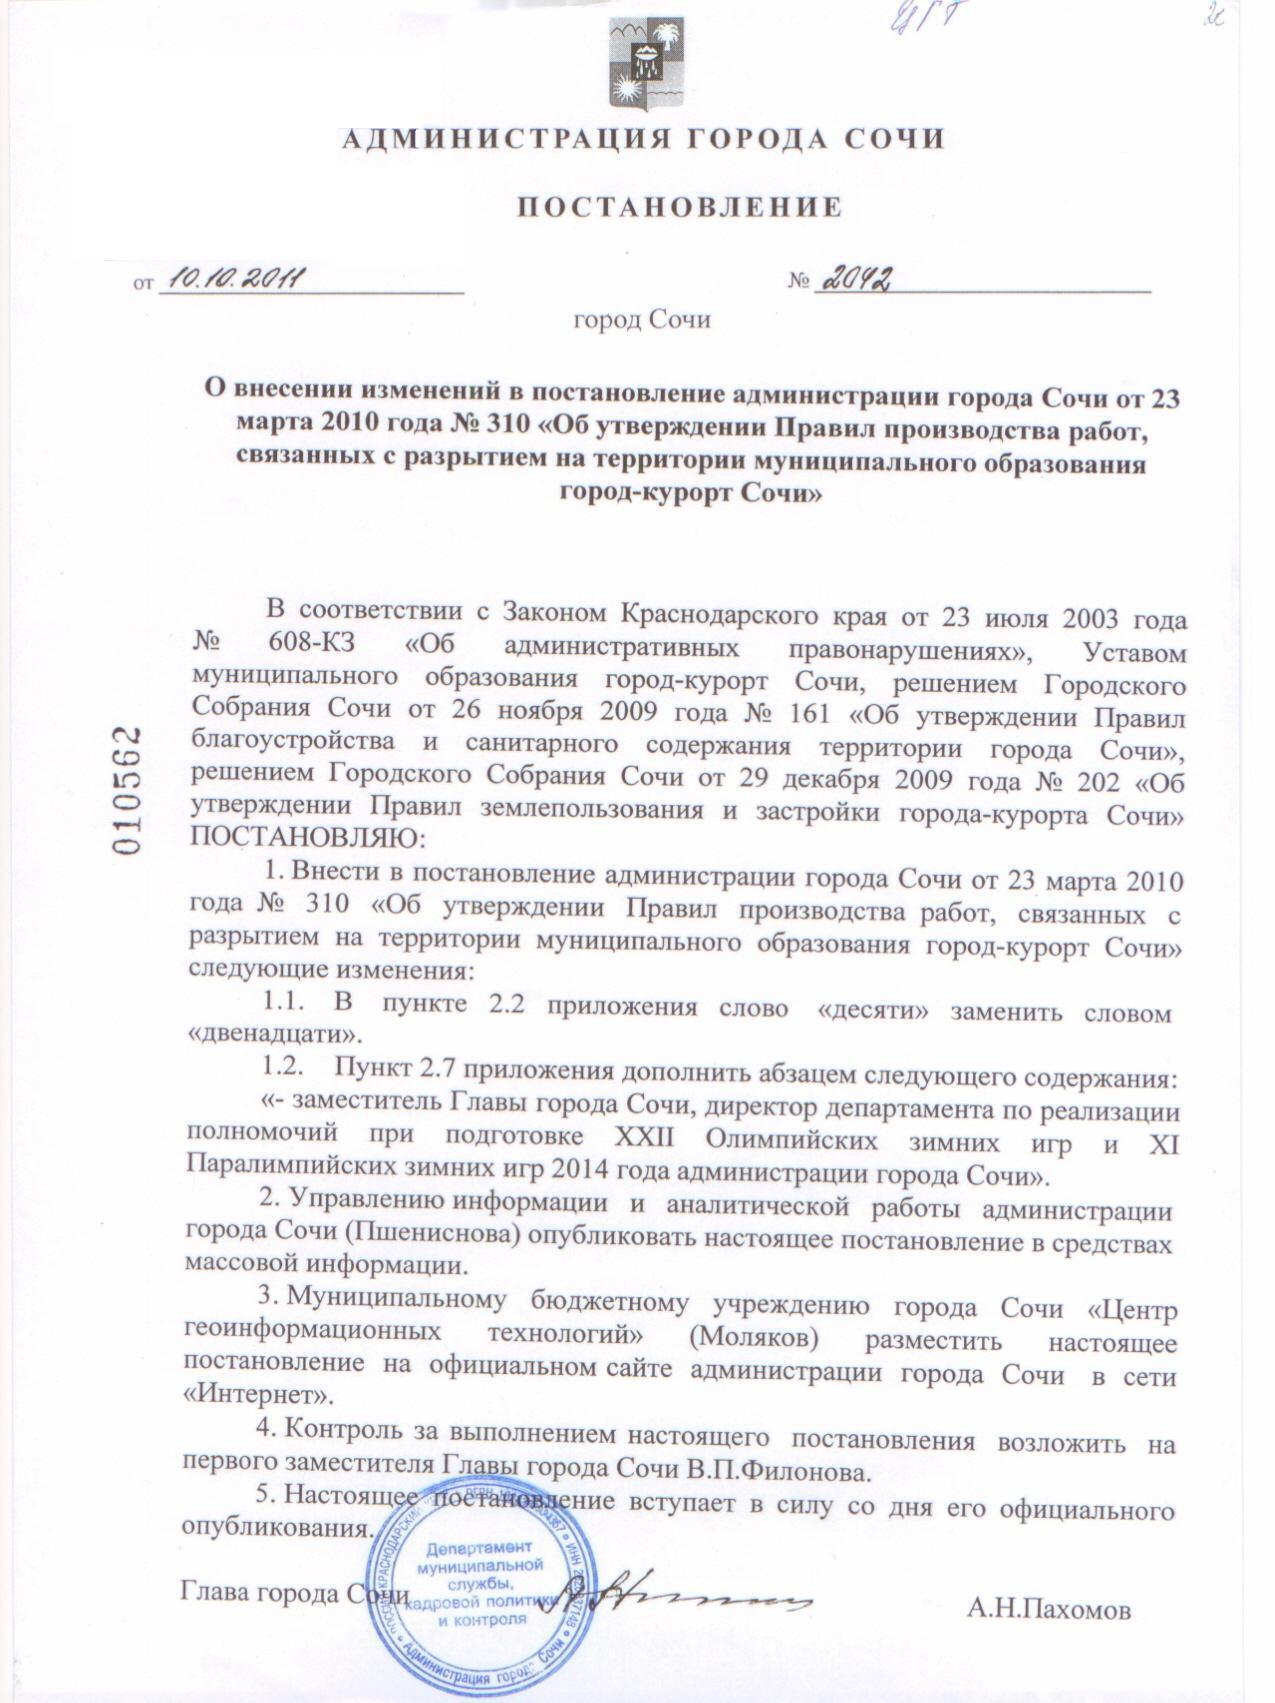 ЦГТ
АДМИНИСТРАЦИЯ ГОРОДА СОЧИ
ПОСТАНОВЛЕНИЕ
от 10.10.2011 № 2042
город Сочи
О внесении изменений в постановление администрации города Сочи от 23
марта 2010 года № 310 «Об утверждении Правил производства работ,
связанных с разрытием на территории муниципального образования
город-курорт Сочи»
В соответствии с Законом Краснодарского края от 23 июля 2003 года
№ 608-КЗ «Об административных правонарушениях», Уставом
муниципального образования город-курорт Сочи, решением Городского
Собрания Сочи от 26 ноября 2009 года № 161 «Об утверждении Правил
благоустройства и санитарного содержания территории города Сочи»,
решением Городского Собрания Сочи от 29 декабря 2009 года № 202 «Об
утверждении Правил землепользования и застройки города-курорта Сочи»
ПОСТАНОВЛЯЮ:
1. Внести в постановление администрации города Сочи от 23 марта 2010
года № 310 «Об утверждении Правил производства работ, связанных с
разрытием на территории муниципального образования город-курорт Сочи»
следующие изменения:
1.1. В пункте 2.2 приложения слово «десяти» заменить словом
«двенадцати».
1.2. Пункт 2.7 приложения дополнить абзацем следующего содержания:
«- заместитель Главы города Сочи, директор департамента по реализации
полномочий при подготовке XXII Олимпийских зимних игр и XI
Паралимпийских зимних игр 2014 года администрации города Сочи».
2. Управлению информации и аналитической работы администрации
города Сочи (Пшениснова) опубликовать настоящее постановление в средствах
массовой информации.
3. Муниципальному бюджетному учреждению города Сочи «Центр
геоинформационных технологий» (Моляков) разместить настоящее
постановление на официальном сайте администрации города Сочи в сети
«Интернет».
4. Контроль за выполнением настоящего постановления возложить на
первого заместителя Главы города Сочи В.П.Филонова.
5. Настоящее постановление вступает в силу со дня его официального
опубликования.
Глава города Сочи А.Н.Пахомов
010562
Департамент
муниципальной
службы,
кадровой политики
и контроля
Администрация города Сочи